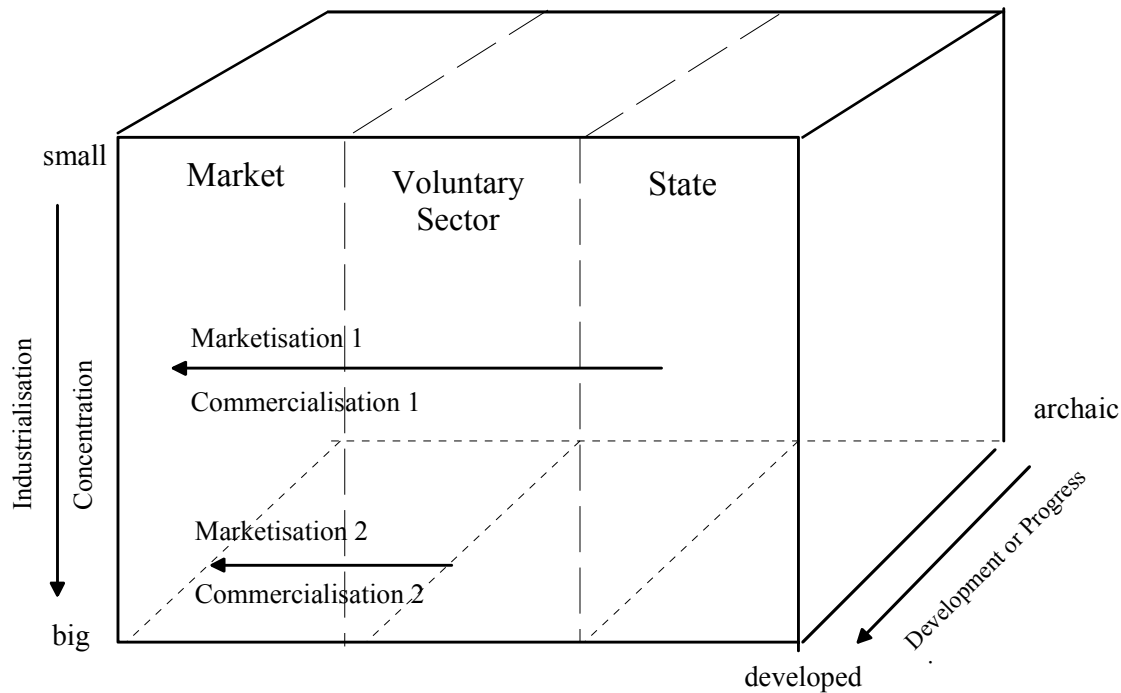 small
Market
Voluntary
Sector
State
Marketisation 1
Commercialisation 1
Industrialisation
Concentration
archaic
Marketisation 2
Commercialisation 2
Development or Progress
big
developed